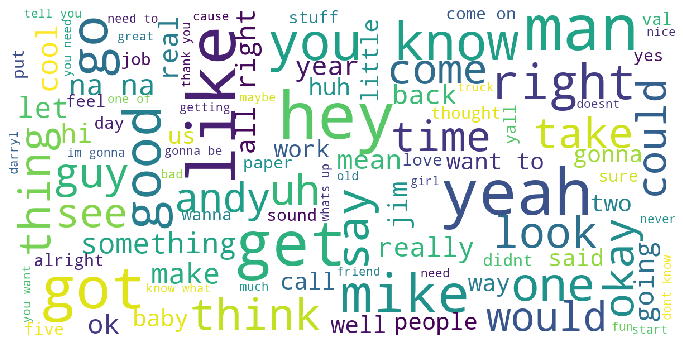 tell you
need to
cause
stuff
come on
val
nice
put
cool
you need
great
go
job
real
like
thank you
you
know
man
little
yes
na na
all right
year
huh
come
back
right
truck
doesnt
let
feel
one of
getting
maybe
hey
thought
yall
could
darryl
hi
day
us
time
take
im gonna
good
gonna be
paper
work
mean
love
want to
gonna
thing
guy
bad
whats up
old
girl
sure
see
andy
uh
wanna
sound
say
jim
yeah
two
never
something
get
really
look
okay
alright
make
didnt
said
going
you want
got
know what
much
call
friend
need
mike
way
one
dont know
five
ok
baby
think
well
people
would
fun
start